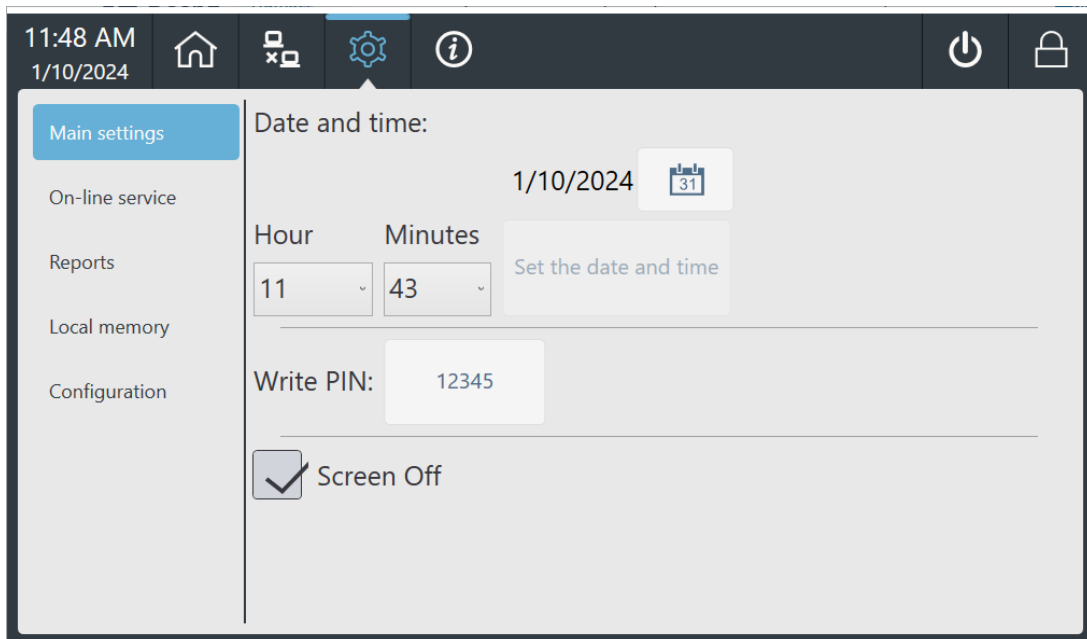 11:48 AM
1/10/2024
Main settings
On-line service
Reports
Local memory
Configuration
Date and time:
1/10/2024
31
Hour
Minutes
11
43
Set the date and time
Write PIN:
12345
Screen Off